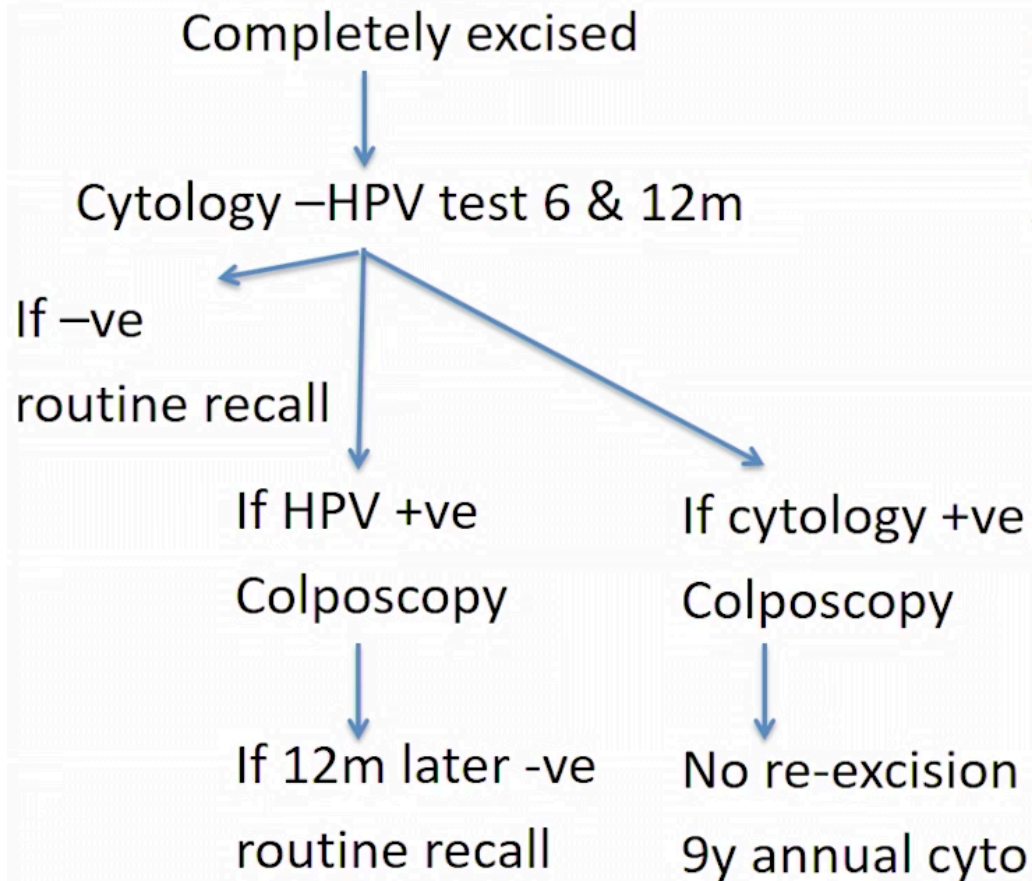 Completely excised
Cytology –HPV test 6 & 12m
If –ve
routine recall
If HPV +ve
Colposcopy
If 12m later -ve
routine recall
If cytology +ve
Colposcopy
No re-excision
9y annual cyto